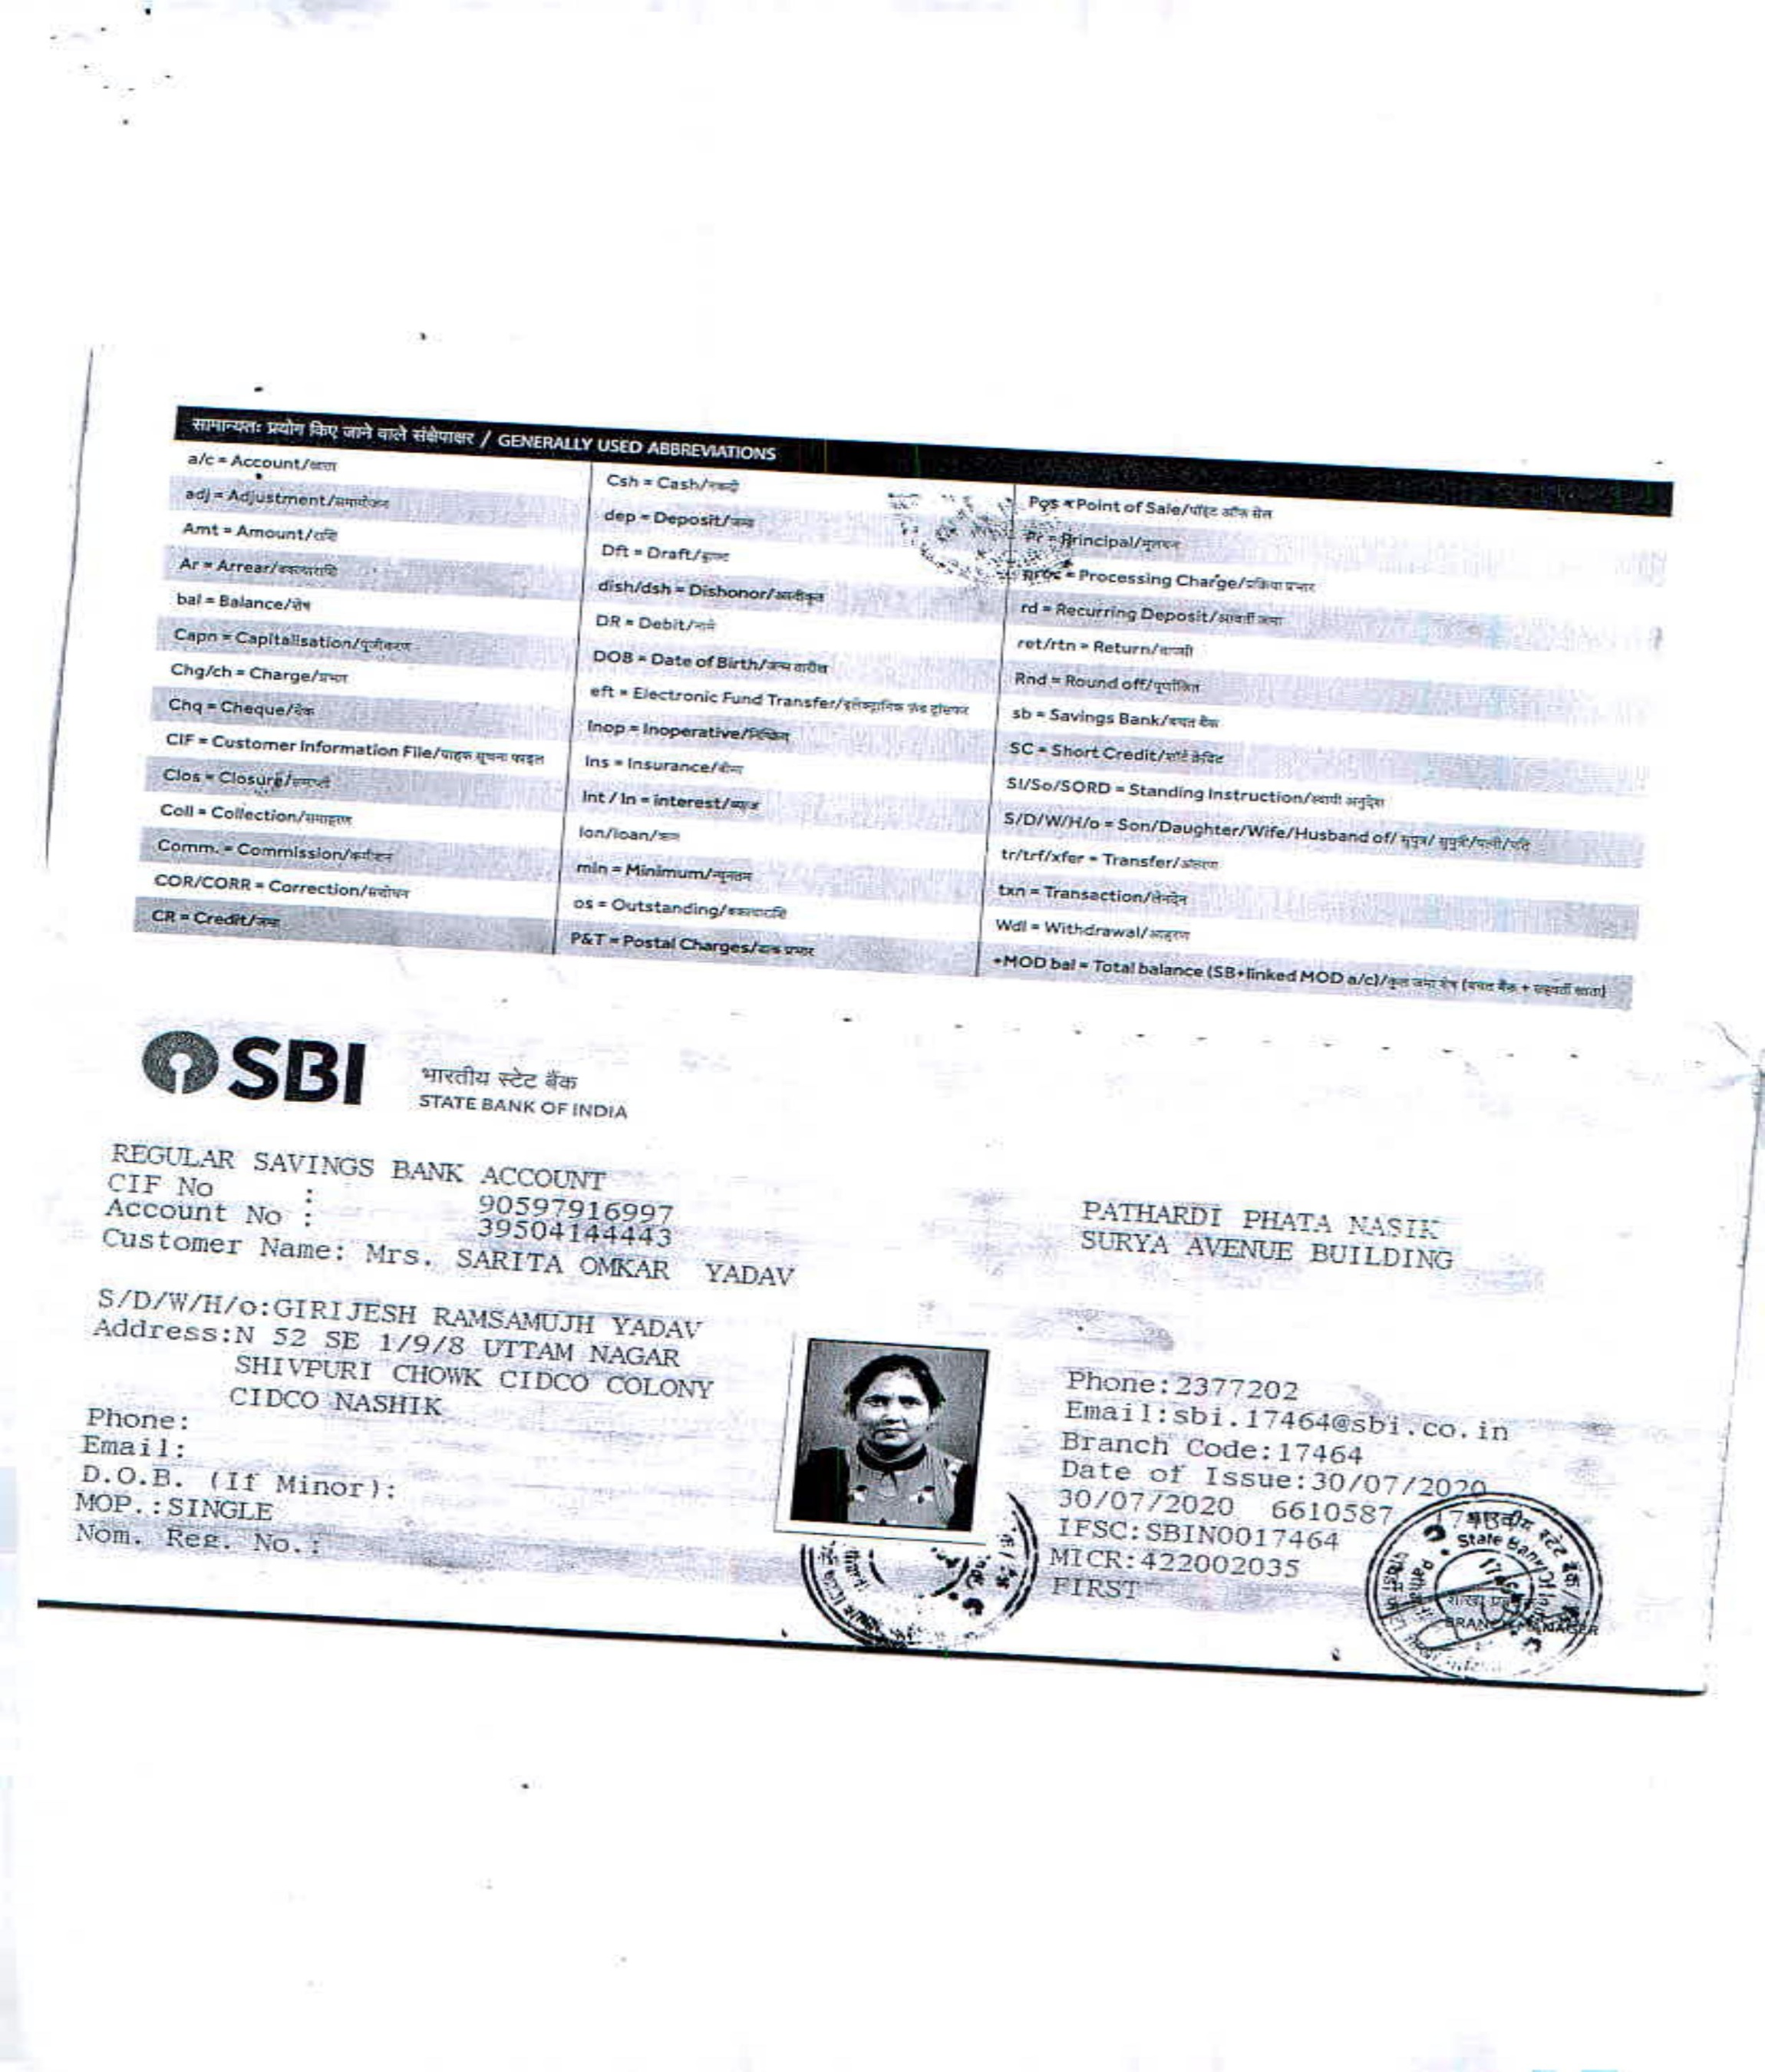 सामान्यतः प्रयोग किए जाने वाले संक्षेपाक्षर / GENERALLY USED ABBREVIATIONS
a/c = Account/खाता
adj = Adjustment/समायोजन
Amt = Amount/राशि
Ar = Arrear/बकायाराशि
bal = Balance/शेष
Capn = Capitalisation/पूंजीकरण
Chg/ch = Charge/प्रभार
Chq = Cheque/चेक
CIF = Customer Information File/ग्राहक सूचना फाइल
Clos = Closure/समाप्ती
Coll = Collection/समाहरण
Comm. = Commission/कमीशन
COR/CORR = Correction/संशोधन
CR = Credit/जमा
Csh = Cash/नकदी
dep = Deposit/जमा
Dft = Draft/ड्राफ्ट
dish/dsh = Dishonor/अस्वीकृत
DR = Debit/नामे
DOB = Date of Birth/जन्म तारीख
eft = Electronic Fund Transfer/इलेक्ट्रानिक फंड ट्रांसफर
Inop = Inoperative/निष्क्रिय
Ins = Insurance/बीमा
Int / In = interest/ब्याज
lon/loan/ऋण
min = Minimum/न्यूनतम
os = Outstanding/बकायाराशि
P&T = Postal Charges/डाक प्रभार
Pos = Point of Sale/पॉइंट ऑफ सेल
Pr = Principal/मूलधन
= Processing Charge/प्रक्रिया प्रभार
rd = Recurring Deposit/आवर्ती जमा
ret/rtn = Return/वापसी
Rnd = Round off/पूर्णांकित
sb = Savings Bank/बचत बैंक
SC = Short Credit/शॉर्ट क्रेडिट
SI/So/SORD = Standing Instruction/स्थायी अनुदेश
S/D/W/H/o = Son/Daughter/Wife/Husband of/ सुपुत्र/ सुपुत्री/पत्नी/पति
tr/trf/xfer = Transfer/अंतरण
txn = Transaction/लेनदेन
Wdl = Withdrawal/आहरण
+MOD bal = Total balance (SB+linked MOD a/c)/कुल जमा शेष (बचत बैंक + सहवर्ती खाता)
SBI
भारतीय स्टेट बैंक
STATE BANK OF INDIA
REGULAR SAVINGS BANK ACCOUNT
CIF No : 90597916997
Account No : 39504144443
Customer Name: Mrs. SARITA OMKAR YADAV
S/D/W/H/o:GIRIJESH RAMSAMUJH YADAV
Address:N 52 SE 1/9/8 UTTAM NAGAR
SHIVPURI CHOWK CIDCO COLONY
CIDCO NASHIK
Phone:
Email:
D.O.B. (If Minor):
MOP.:SINGLE
Nom. Reg. No.:
PATHARDI PHATA NASIK
SURYA AVENUE BUILDING
Phone:2377202
Email:sbi.17464@sbi.co.in
Branch Code:17464
Date of Issue:30/07/2020
30/07/2020 6610587
IFSC:SBIN0017464
MICR:422002035
FIRST
भारतीय स्टेट बैंक
State Bank Of India
BRANCH MANAGER